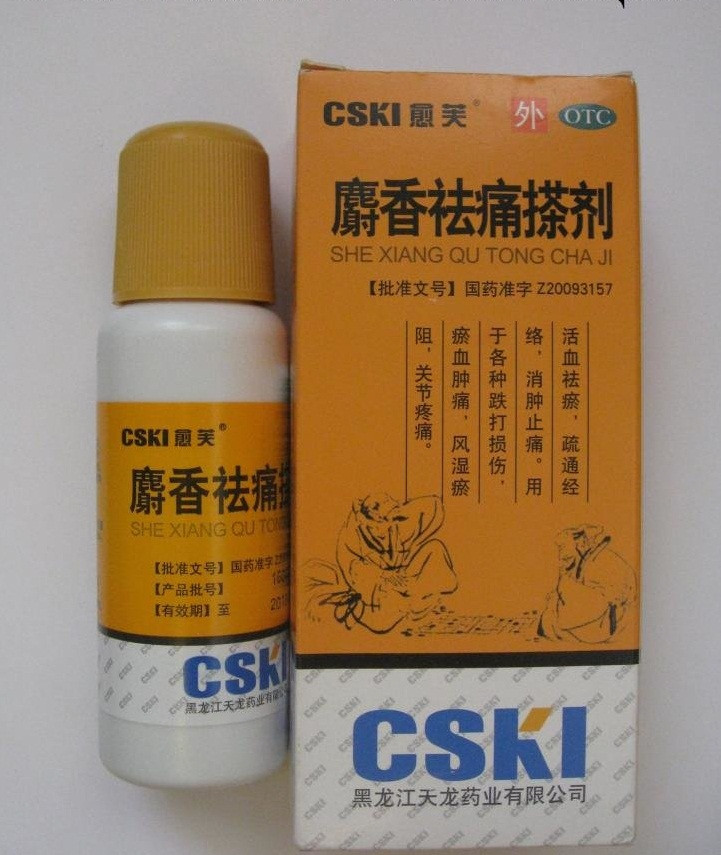 CSKI 愈芙®
外
OTC
麝香祛痛搽剂
SHE XIANG QU TONG CHA JI
【批准文号】国药准字 Z20093157
活血祛瘀，疏通经
络，消肿止痛。用
于各种跌打损伤，
瘀血肿痛，风湿瘀
阻，关节疼痛。
CSKI
黑龙江天龙药业有限公司
CSKI 愈芙®
麝香祛痛
SHE XIANG QU
【批准文号】国药准字
【产品批号】
【有效期】至
CSKI
黑龙江天龙药业有限公司